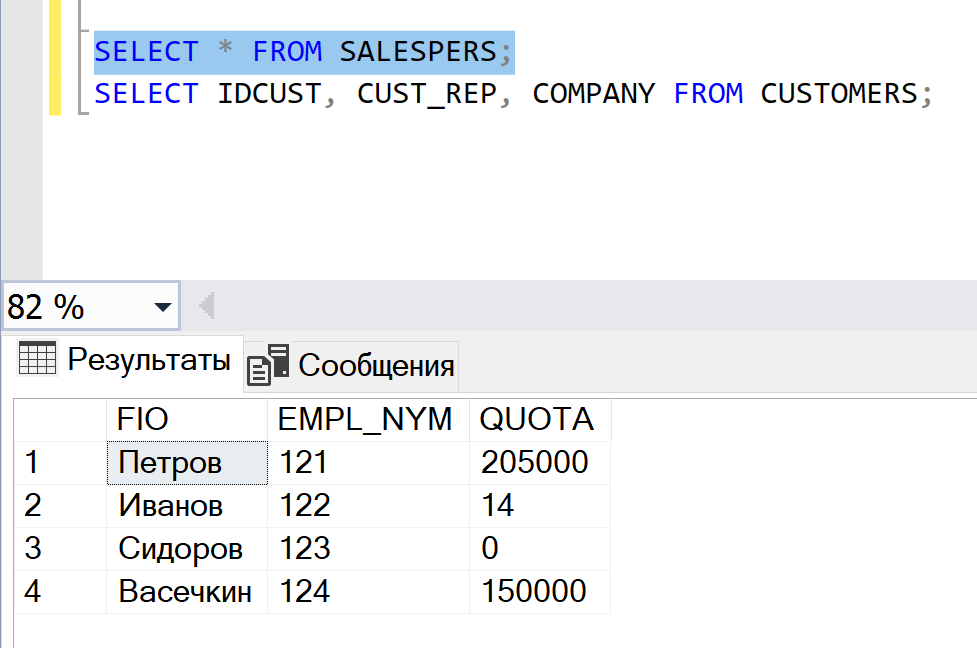 SELECT * FROM SALESPERS;
SELECT IDCUST, CUST_REP, COMPANY FROM CUSTOMERS;
82 %
Результаты Сообщения
FIO EMPL_NYM QUOTA
1 Петров 121 205000
2 Иванов 122 14
3 Сидоров 123 0
4 Васечкин 124 150000